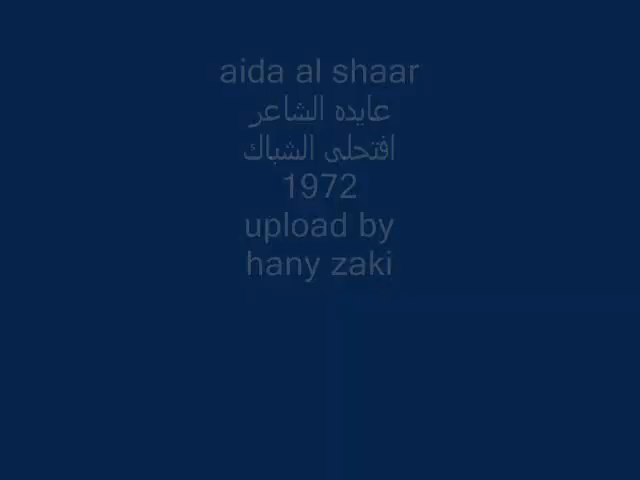 aida al shaar
عايده الشاعر
افتحلى الشباك
1972
upload by
hany zaki